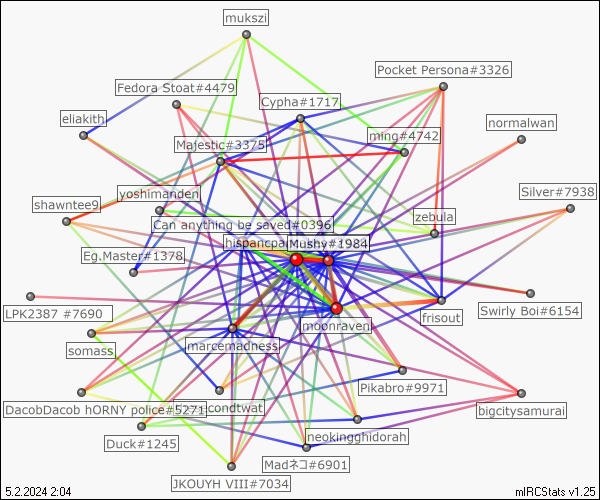 mukszi
Pocket Persona#3326
Fedora Stoat#4479
Cypha#1717
eliakith
normalwan
ming#4742
Majestic#3375
Silver#7938
yoshimanden
shawntee9
zebula
Can anything be saved#0396
hispancpa
Mushy#1984
Eg.Master#1378
LPK2387 #7690
Swirly Boi#6154
frisout
moonraven
marcemadness
somass
Pikabro#9971
DacobDacob hORNY police#5271
condtwat
bigcitysamurai
neokingghidorah
Duck#1245
Madネコ#6901
JKOUYH VIII#7034
5.2.2024 2:04
mIRCStats v1.25